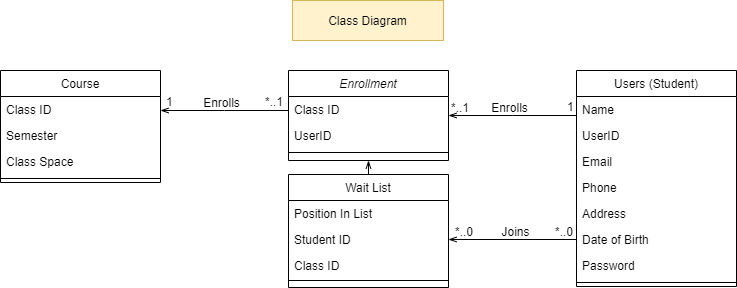 Class Diagram
Course
Class ID
Semester
Class Space
1 Enrolls *..1
Enrollment
Class ID
UserID
*..1 Enrolls 1
Users (Student)
Name
UserID
Email
Phone
Address
Date of Birth
Password
Wait List
Position In List
Student ID
Class ID
*..0 Joins *..0